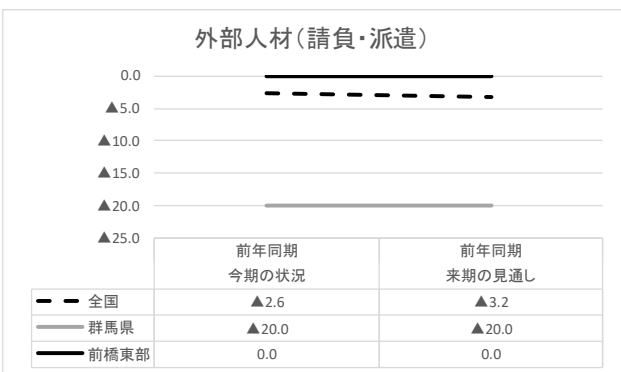 外部人材(請負・派遣)
0.0
▲5.0
▲10.0
▲15.0
▲20.0
▲25.0
前年同期 前年同期
今期の状況 来期の見通し
全国 ▲2.6 ▲3.2
群馬県 ▲20.0 ▲20.0
前橋東部 0.0 0.0